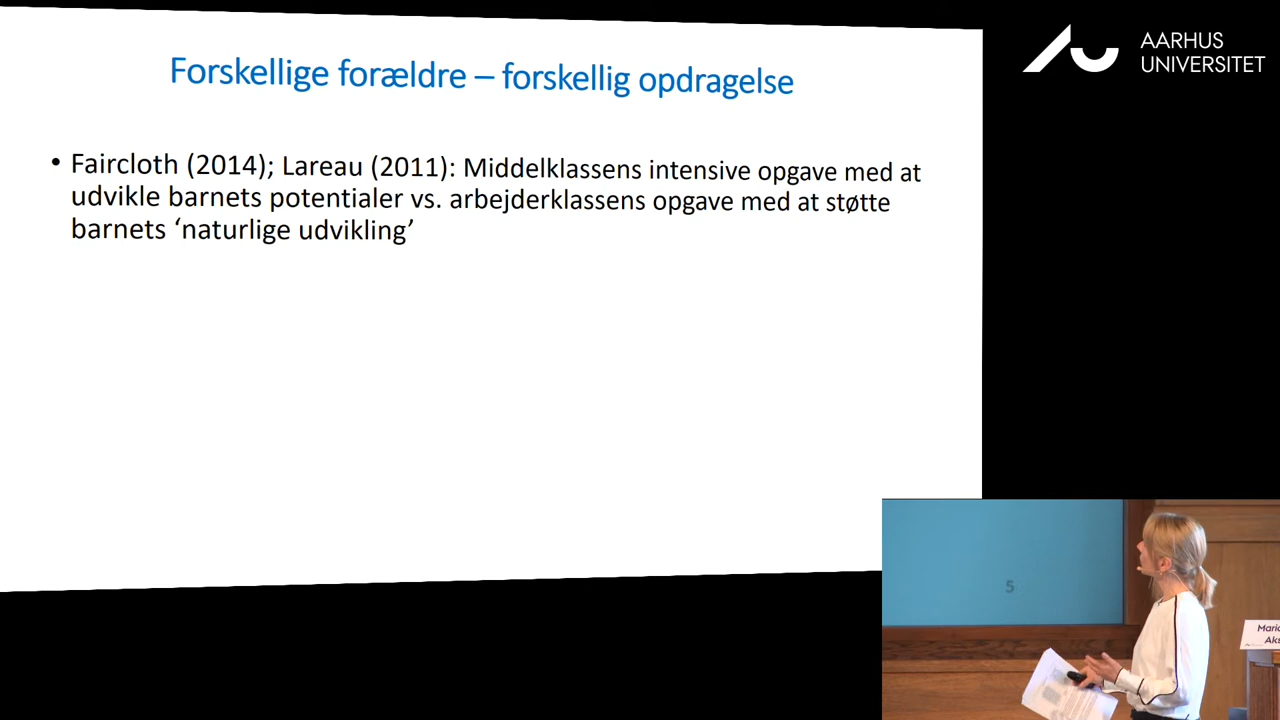 Forskellige forældre – forskellig opdragelse
• Faircloth (2014); Lareau (2011): Middelklassens intensive opgave med at
udvikle barnets potentialer vs. arbejderklassens opgave med at støtte
barnets ‘naturlige udvikling’
AARHUS
UNIVERSITET
5